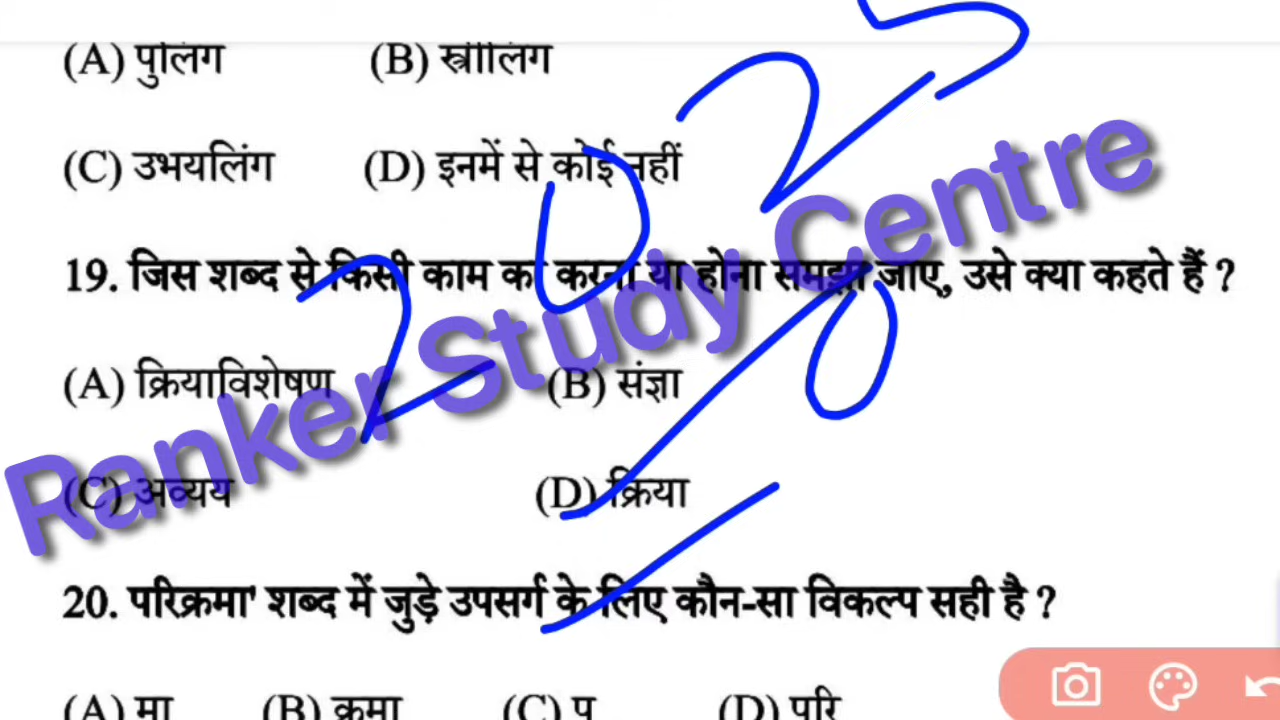 (A) पुलिंग (B) स्त्रीलिंग
(C) उभयलिंग (D) इनमें से कोई नहीं
19. जिस शब्द से किसी काम का करना या होना समझा जाए, उसे क्या कहते हैं ?
(A) क्रियाविशेषण (B) संज्ञा
(C) अव्यय (D) क्रिया
20. परिक्रमा' शब्द में जुड़े उपसर्ग के लिए कौन-सा विकल्प सही है ?
(A) मा (B) क्रमा (C) प (D) परि
Ranker Study Centre